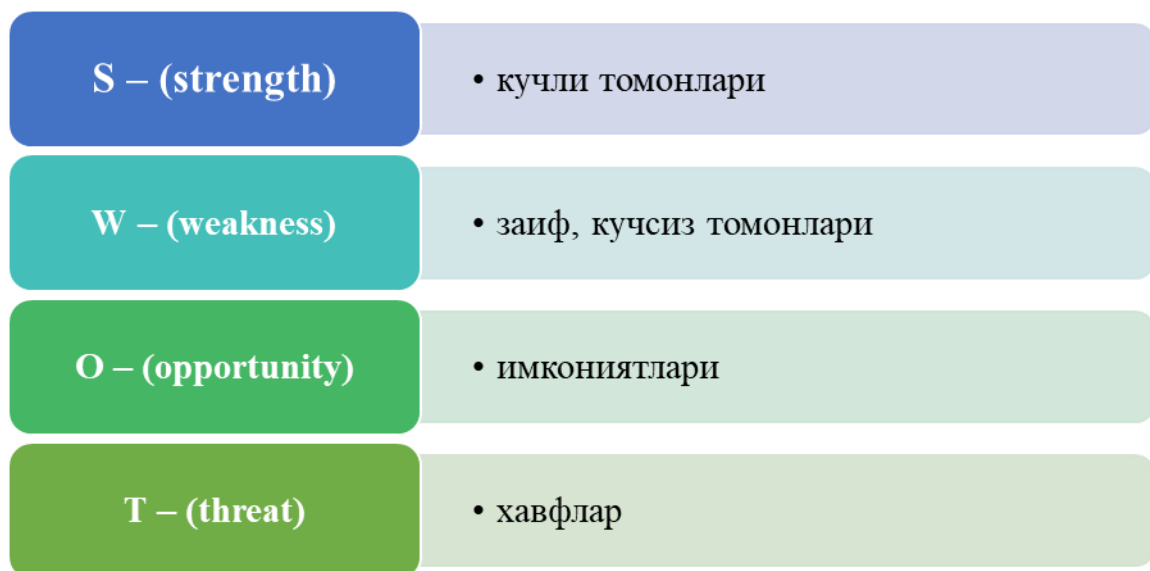 S – (strength)
• кучли томонлари
W – (weakness)
• заиф, кучсиз томонлари
O – (opportunity)
• имкониятлари
T – (threat)
• хавфлар